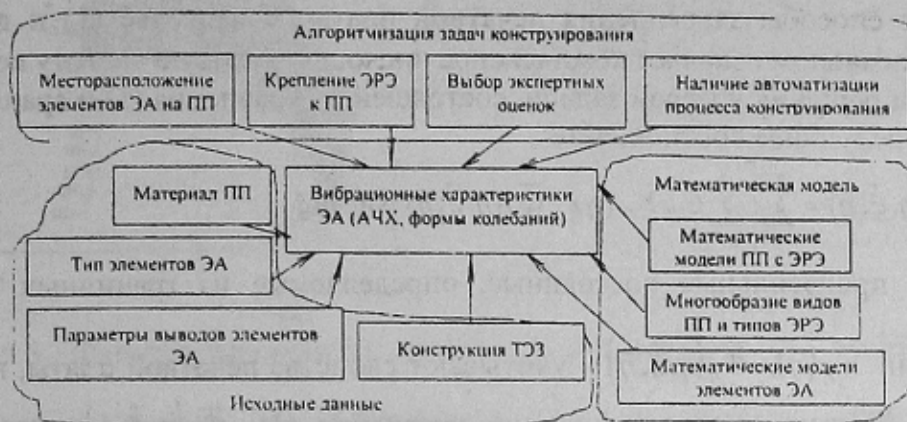 Алгоритмизация задач конструирования
Месторасположение
элементов ЭА на ПП
Крепление ЭРЭ
к ПП
Выбор экспертных
оценок
Наличие автоматизации
процесса конструирования
Материал ПП
Вибрационные характеристики
ЭА (АЧХ, формы колебаний)
Математическая модель
Математические
модели ПП с ЭРЭ
Тип элементов ЭА
Многообразие видов
ПП и типов ЭРЭ
Параметры выводов элементов
ЭА
Конструкция ТЭЗ
Математические модели
элементов ЭА
Исходные данные